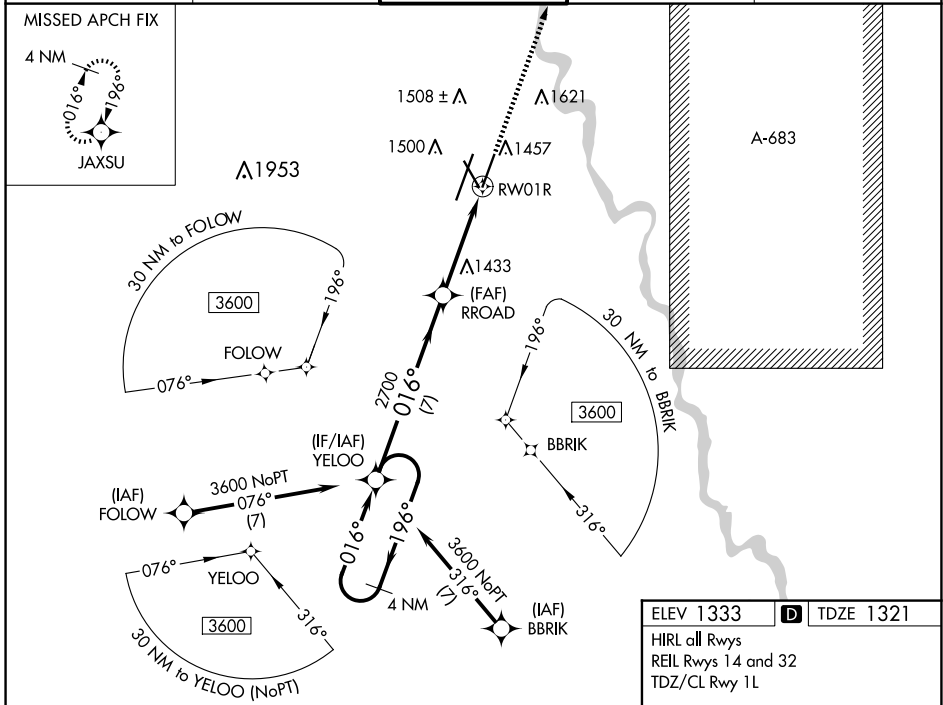 MISSED APCH FIX
4 NM
016°
196°
JAXSU
1953
1508 ±
1621
1500
1457
RW01R
A-683
30 NM to FOLOW
3600
196°
FOLOW
076°
1433
(FAF)
RROAD
2700
016°
(7)
30 NM to BBRIK
196°
3600
BBRIK
316°
(IF/IAF)
YELOO
(IAF)
FOLOW
3600 NoPT
076°
(7)
016°
196°
4 NM
3600 NoPT
316°
(7)
(IAF)
BBRIK
076°
YELOO
316°
3600
30 NM to YELOO (NoPT)
ELEV 1333 D TDZE 1321
HIRL all Rwys
REIL Rwys 14 and 32
TDZ/CL Rwy 1L